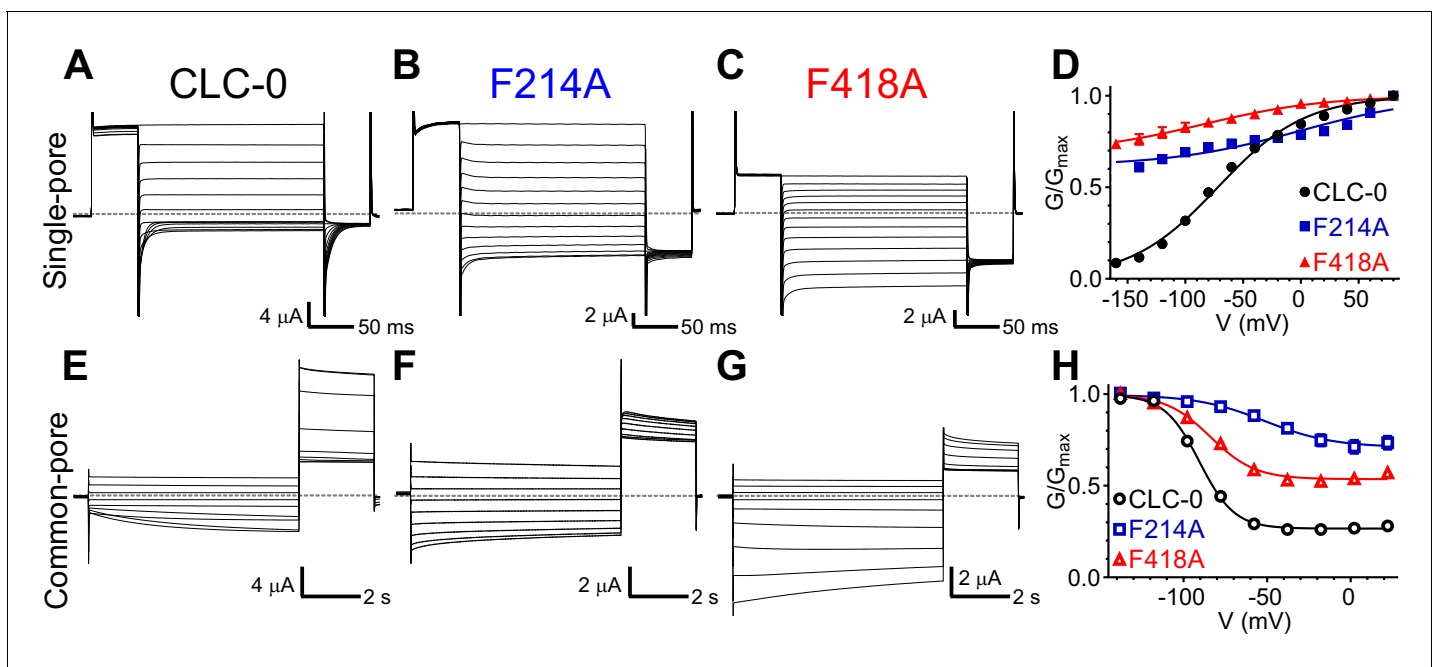 A
CLC-0
B
F214A
C
F418A
D
Single-pore
4 μA
50 ms
2 μA
50 ms
2 μA
50 ms
G/Gmax
1.0
0.5
0.0
CLC-0
F214A
F418A
-150 -100 -50 0 50
V (mV)
E
F
G
H
Common-pore
4 μA
2 s
2 μA
2 s
2 μA
2 s
G/Gmax
1.0
0.5
0.0
CLC-0
F214A
F418A
-100 0
V (mV)